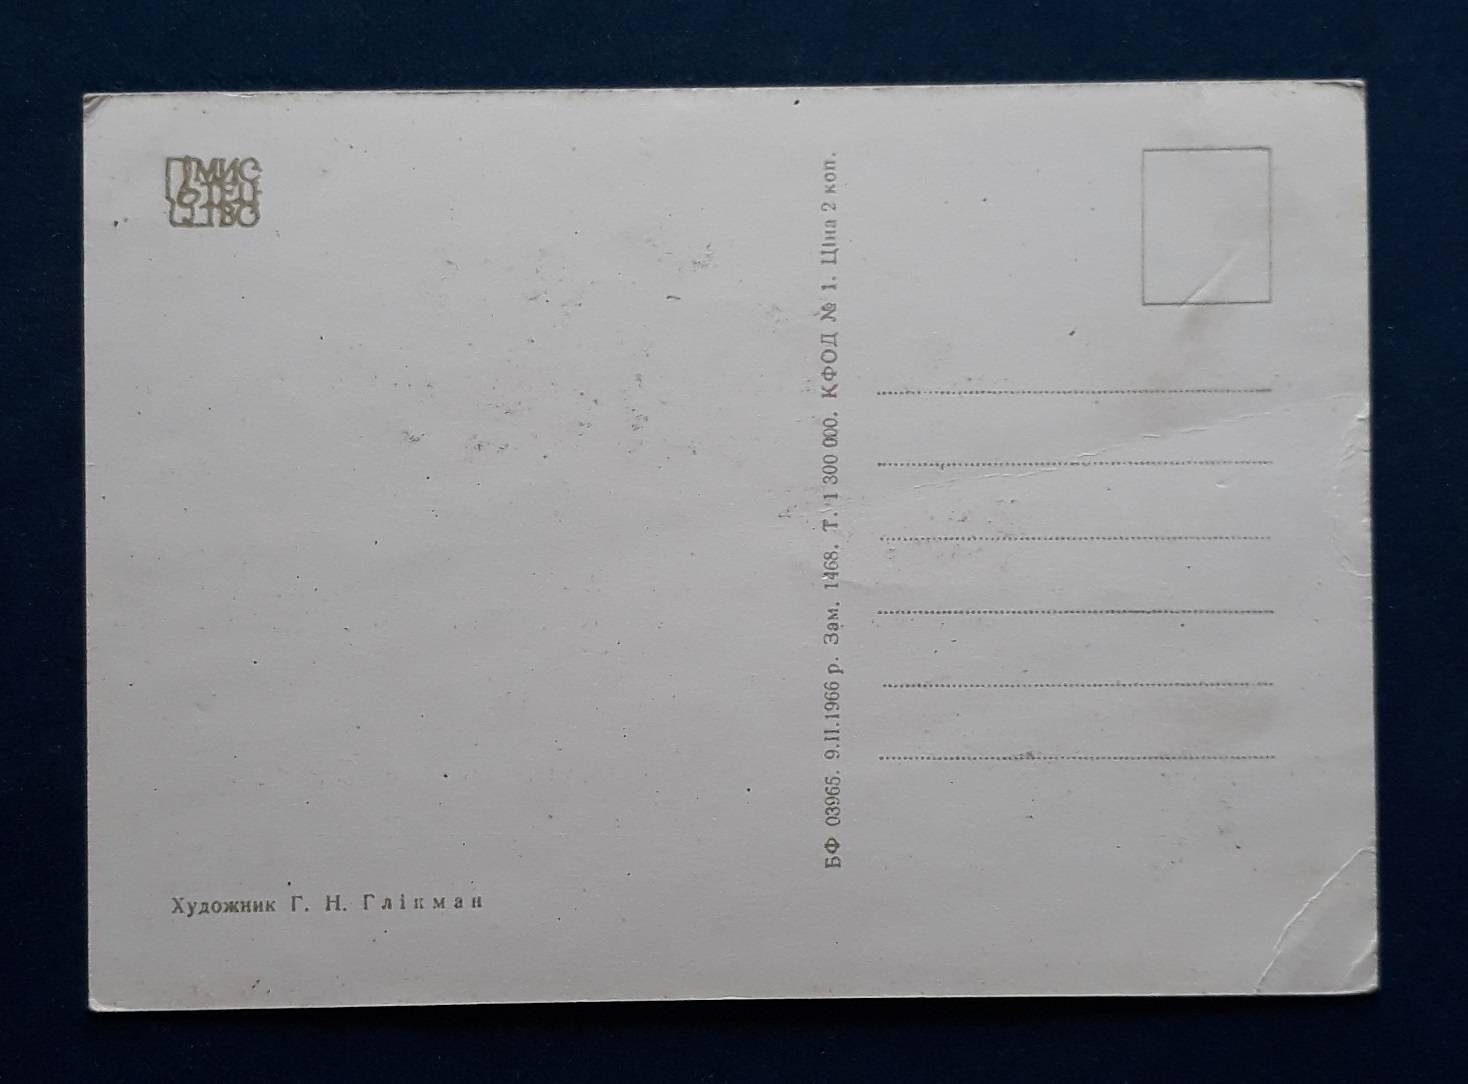 МИС
ТЕЦ
ТВО
БФ 03965. 9.II.1966 р. Зам. 1468. Т. 1 300 000. КФОД № 1. Ціна 2 коп.
Художник Г. Н. Глікман